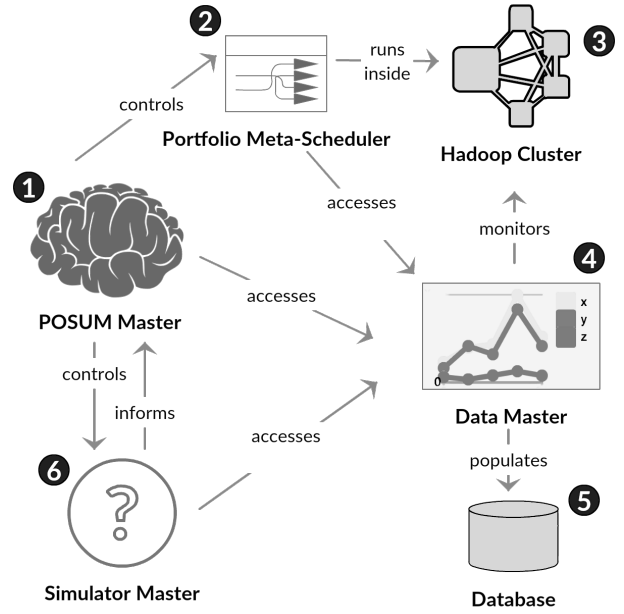 2
runs
inside
3
controls
Portfolio Meta-Scheduler
Hadoop Cluster
1
accesses
monitors
4
accesses
x
y
z
0
POSUM Master
controls
informs
Data Master
accesses
populates
6
5
Simulator Master
Database